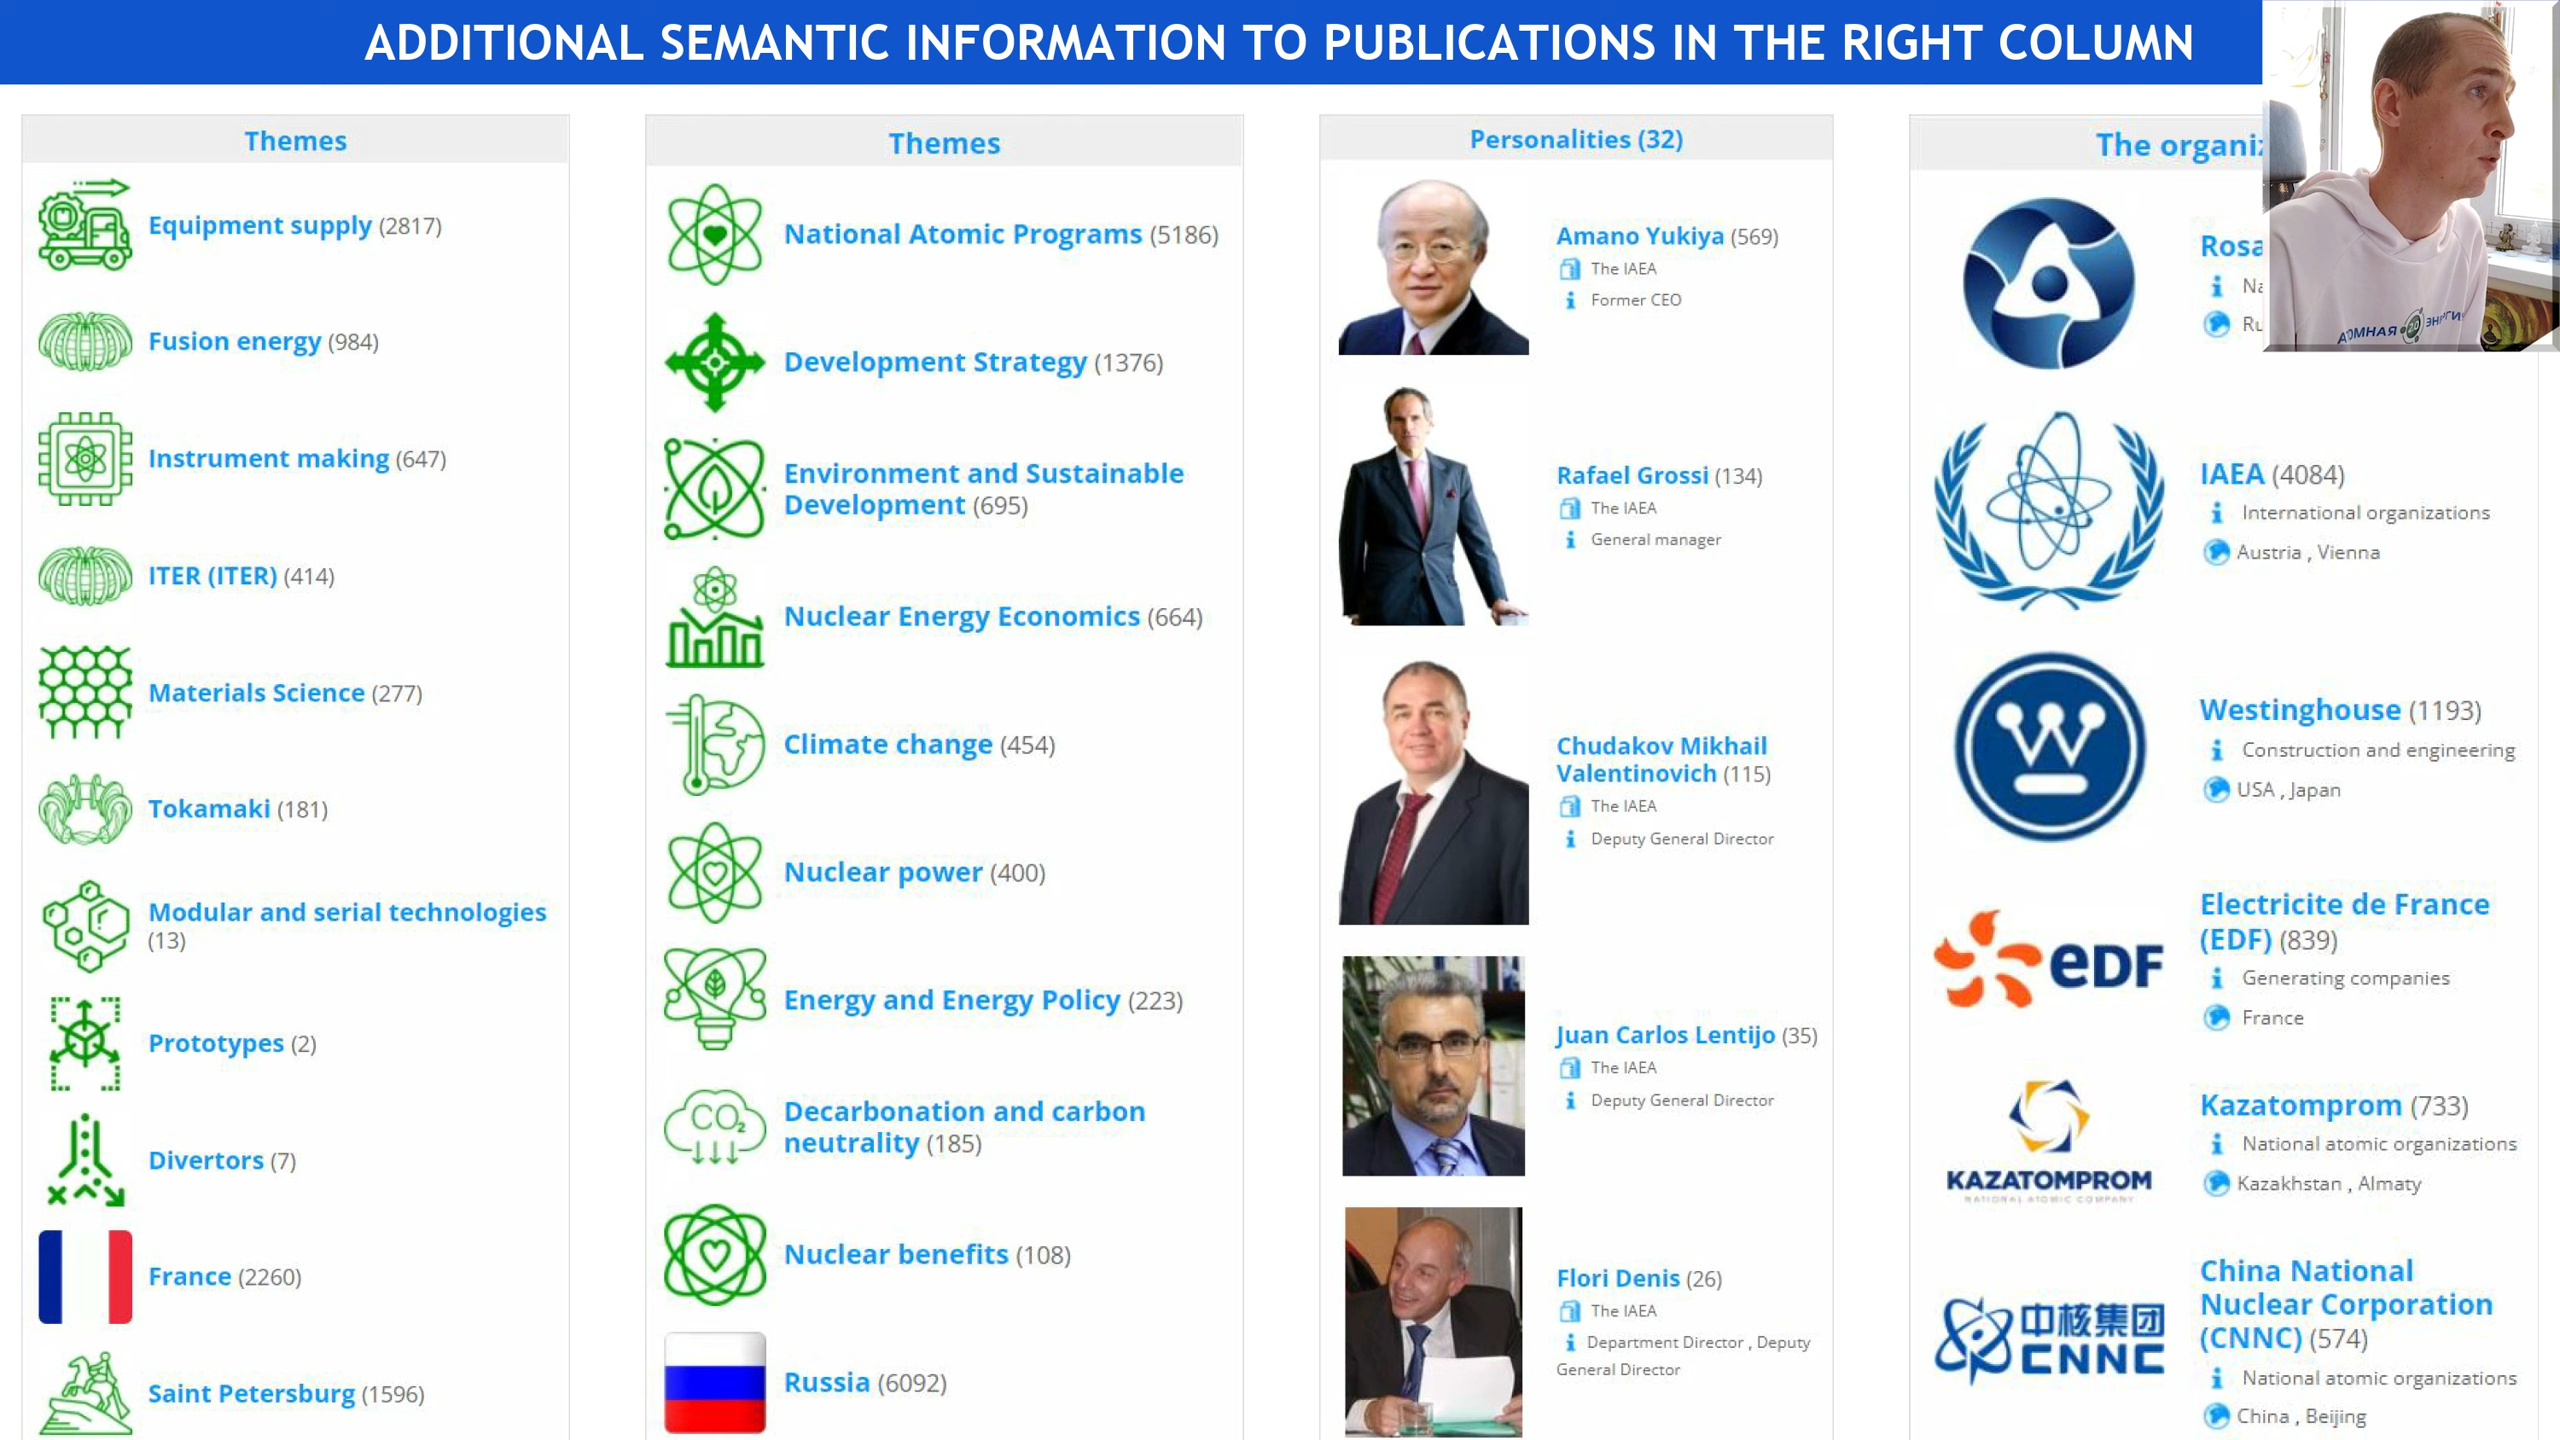 ADDITIONAL SEMANTIC INFORMATION TO PUBLICATIONS IN THE RIGHT COLUMN
Themes
Equipment supply (2817)
Fusion energy (984)
Instrument making (647)
ITER (ITER) (414)
Materials Science (277)
Tokamaki (181)
Modular and serial technologies
(13)
Prototypes (2)
Divertors (7)
France (2260)
Saint Petersburg (1596)
Themes
National Atomic Programs (5186)
Development Strategy (1376)
Environment and Sustainable
Development (695)
Nuclear Energy Economics (664)
Climate change (454)
Nuclear power (400)
Energy and Energy Policy (223)
CO₂
Decarbonation and carbon
neutrality (185)
Nuclear benefits (108)
Russia (6092)
Personalities (32)
Amano Yukiya (569)
The IAEA
Former CEO
Rafael Grossi (134)
The IAEA
General manager
Chudakov Mikhail
Valentinovich (115)
The IAEA
Deputy General Director
Juan Carlos Lentijo (35)
The IAEA
Deputy General Director
Flori Denis (26)
The IAEA
Department Director , Deputy
General Director
The organiz
Rosa
Na
Ru
IAEA (4084)
International organizations
Austria , Vienna
W
Westinghouse (1193)
Construction and engineering
USA , Japan
eDF
Electricite de France
(EDF) (839)
Generating companies
France
KAZATOMPROM
NATIONAL ATOMIC COMPANY
Kazatomprom (733)
National atomic organizations
Kazakhstan , Almaty
中核集团
CNNC
China National
Nuclear Corporation
(CNNC) (574)
National atomic organizations
China , Beijing
2.0